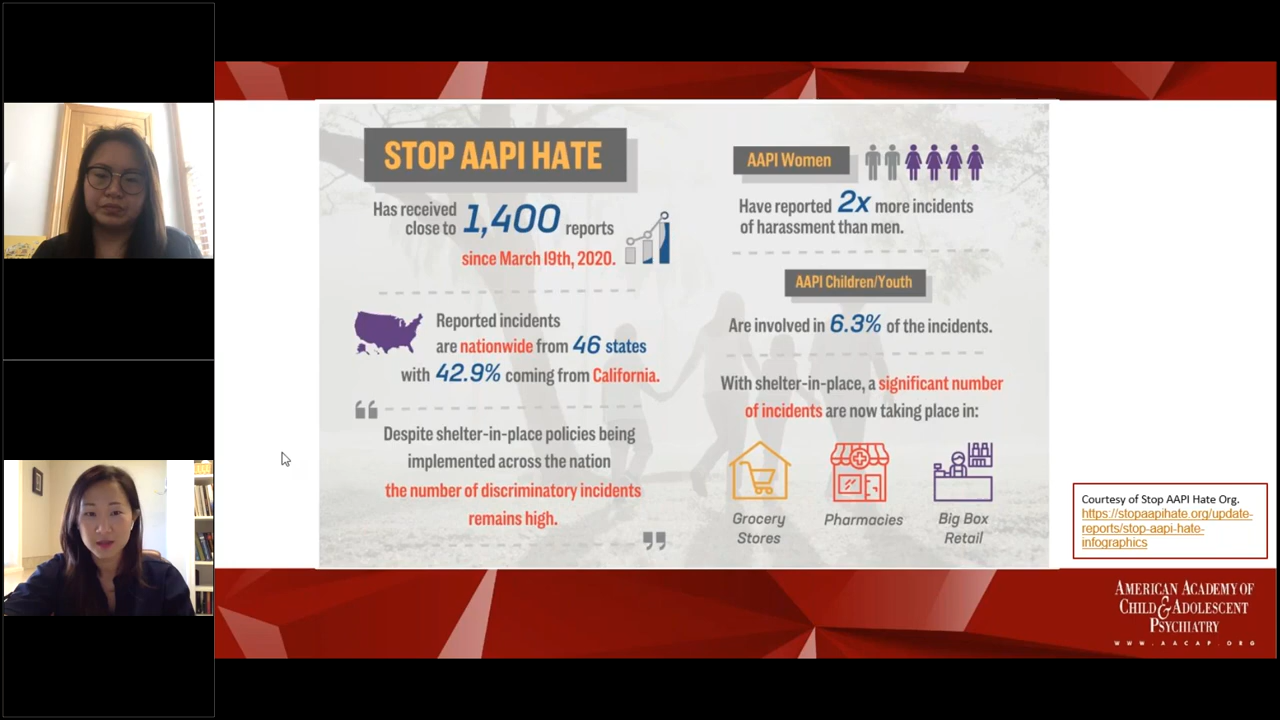 STOP AAPI HATE
Has received
close to 1,400 reports
since March 19th, 2020.
Reported incidents
are nationwide from 46 states
with 42.9% coming from California.
“
Despite shelter-in-place policies being
implemented across the nation
the number of discriminatory incidents
remains high.
”
AAPI Women
Have reported 2x more incidents
of harassment than men.
AAPI Children/Youth
Are involved in 6.3% of the incidents.
With shelter-in-place, a significant number
of incidents are now taking place in:
Grocery
Stores
Pharmacies
Big Box
Retail
Courtesy of Stop AAPI Hate Org.
https://stopaapihate.org/update-
reports/stop-aapi-hate-
infographics
AMERICAN ACADEMY OF
CHILD & ADOLESCENT
PSYCHIATRY
WWW.AACAP.ORG